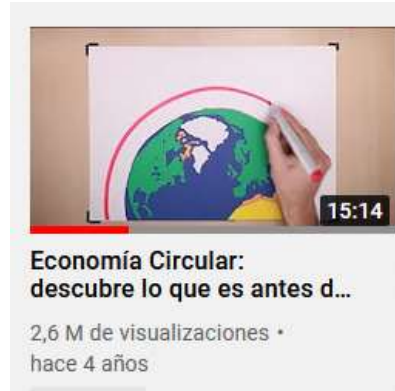 15:14
Economía Circular:
descubre lo que es antes d...
2,6 M de visualizaciones •
hace 4 años